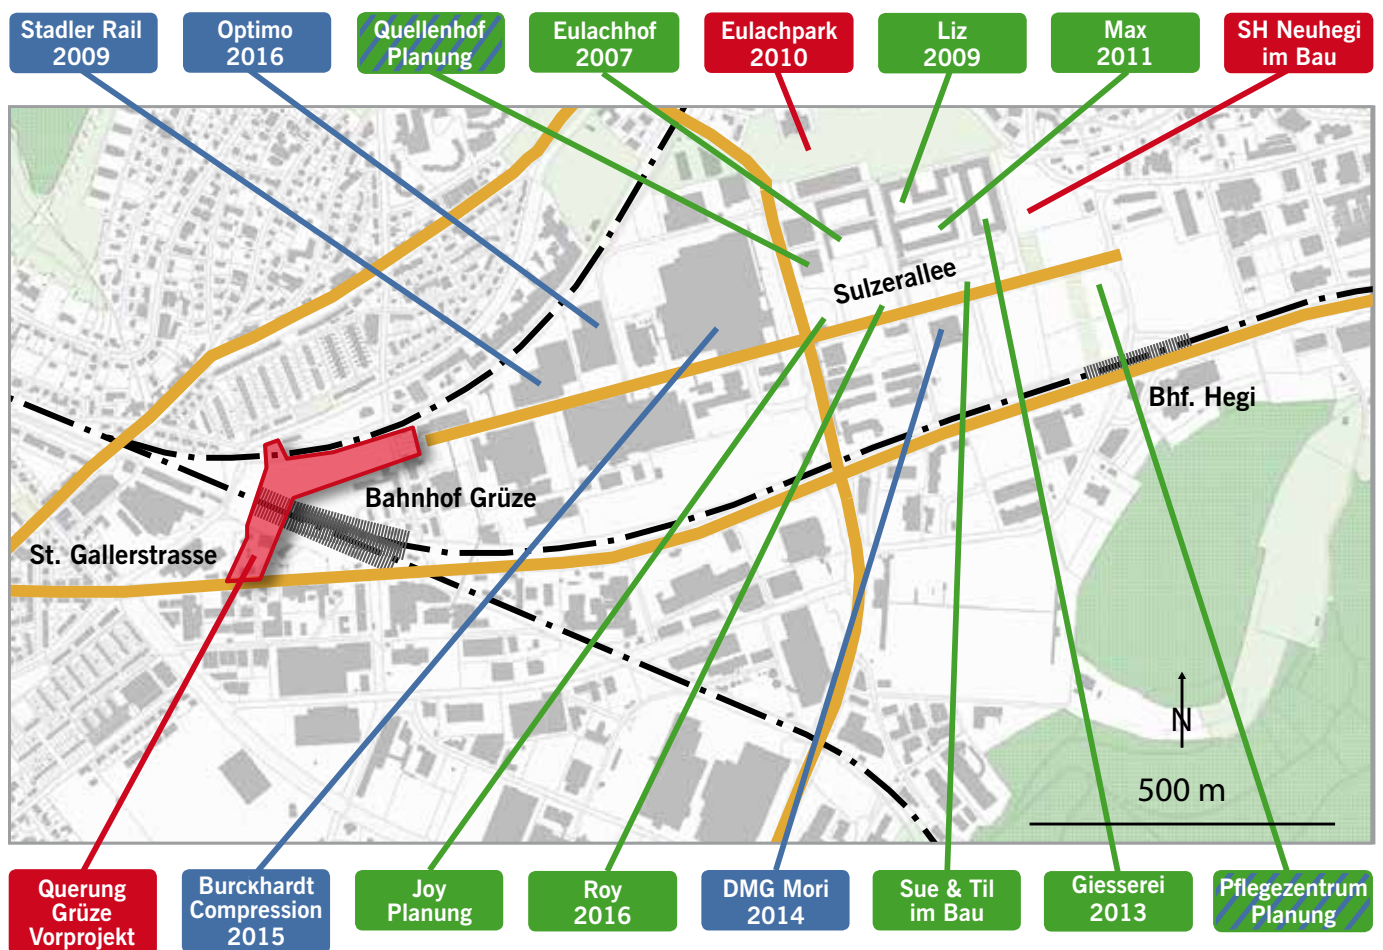 Stadler Rail
2009
Optimo
2016
Quellenhof
Planung
Eulachhof
2007
Eulachpark
2010
Liz
2009
Max
2011
SH Neuhegi
im Bau
Sulzerallee
Bhf. Hegi
Bahnhof Grüze
St. Gallerstrasse
N
500 m
Querung
Grüze
Vorprojekt
Burckhardt
Compression
2015
Joy
Planung
Roy
2016
DMG Mori
2014
Sue & Til
im Bau
Giesserei
2013
Pflegezentrum
Planung